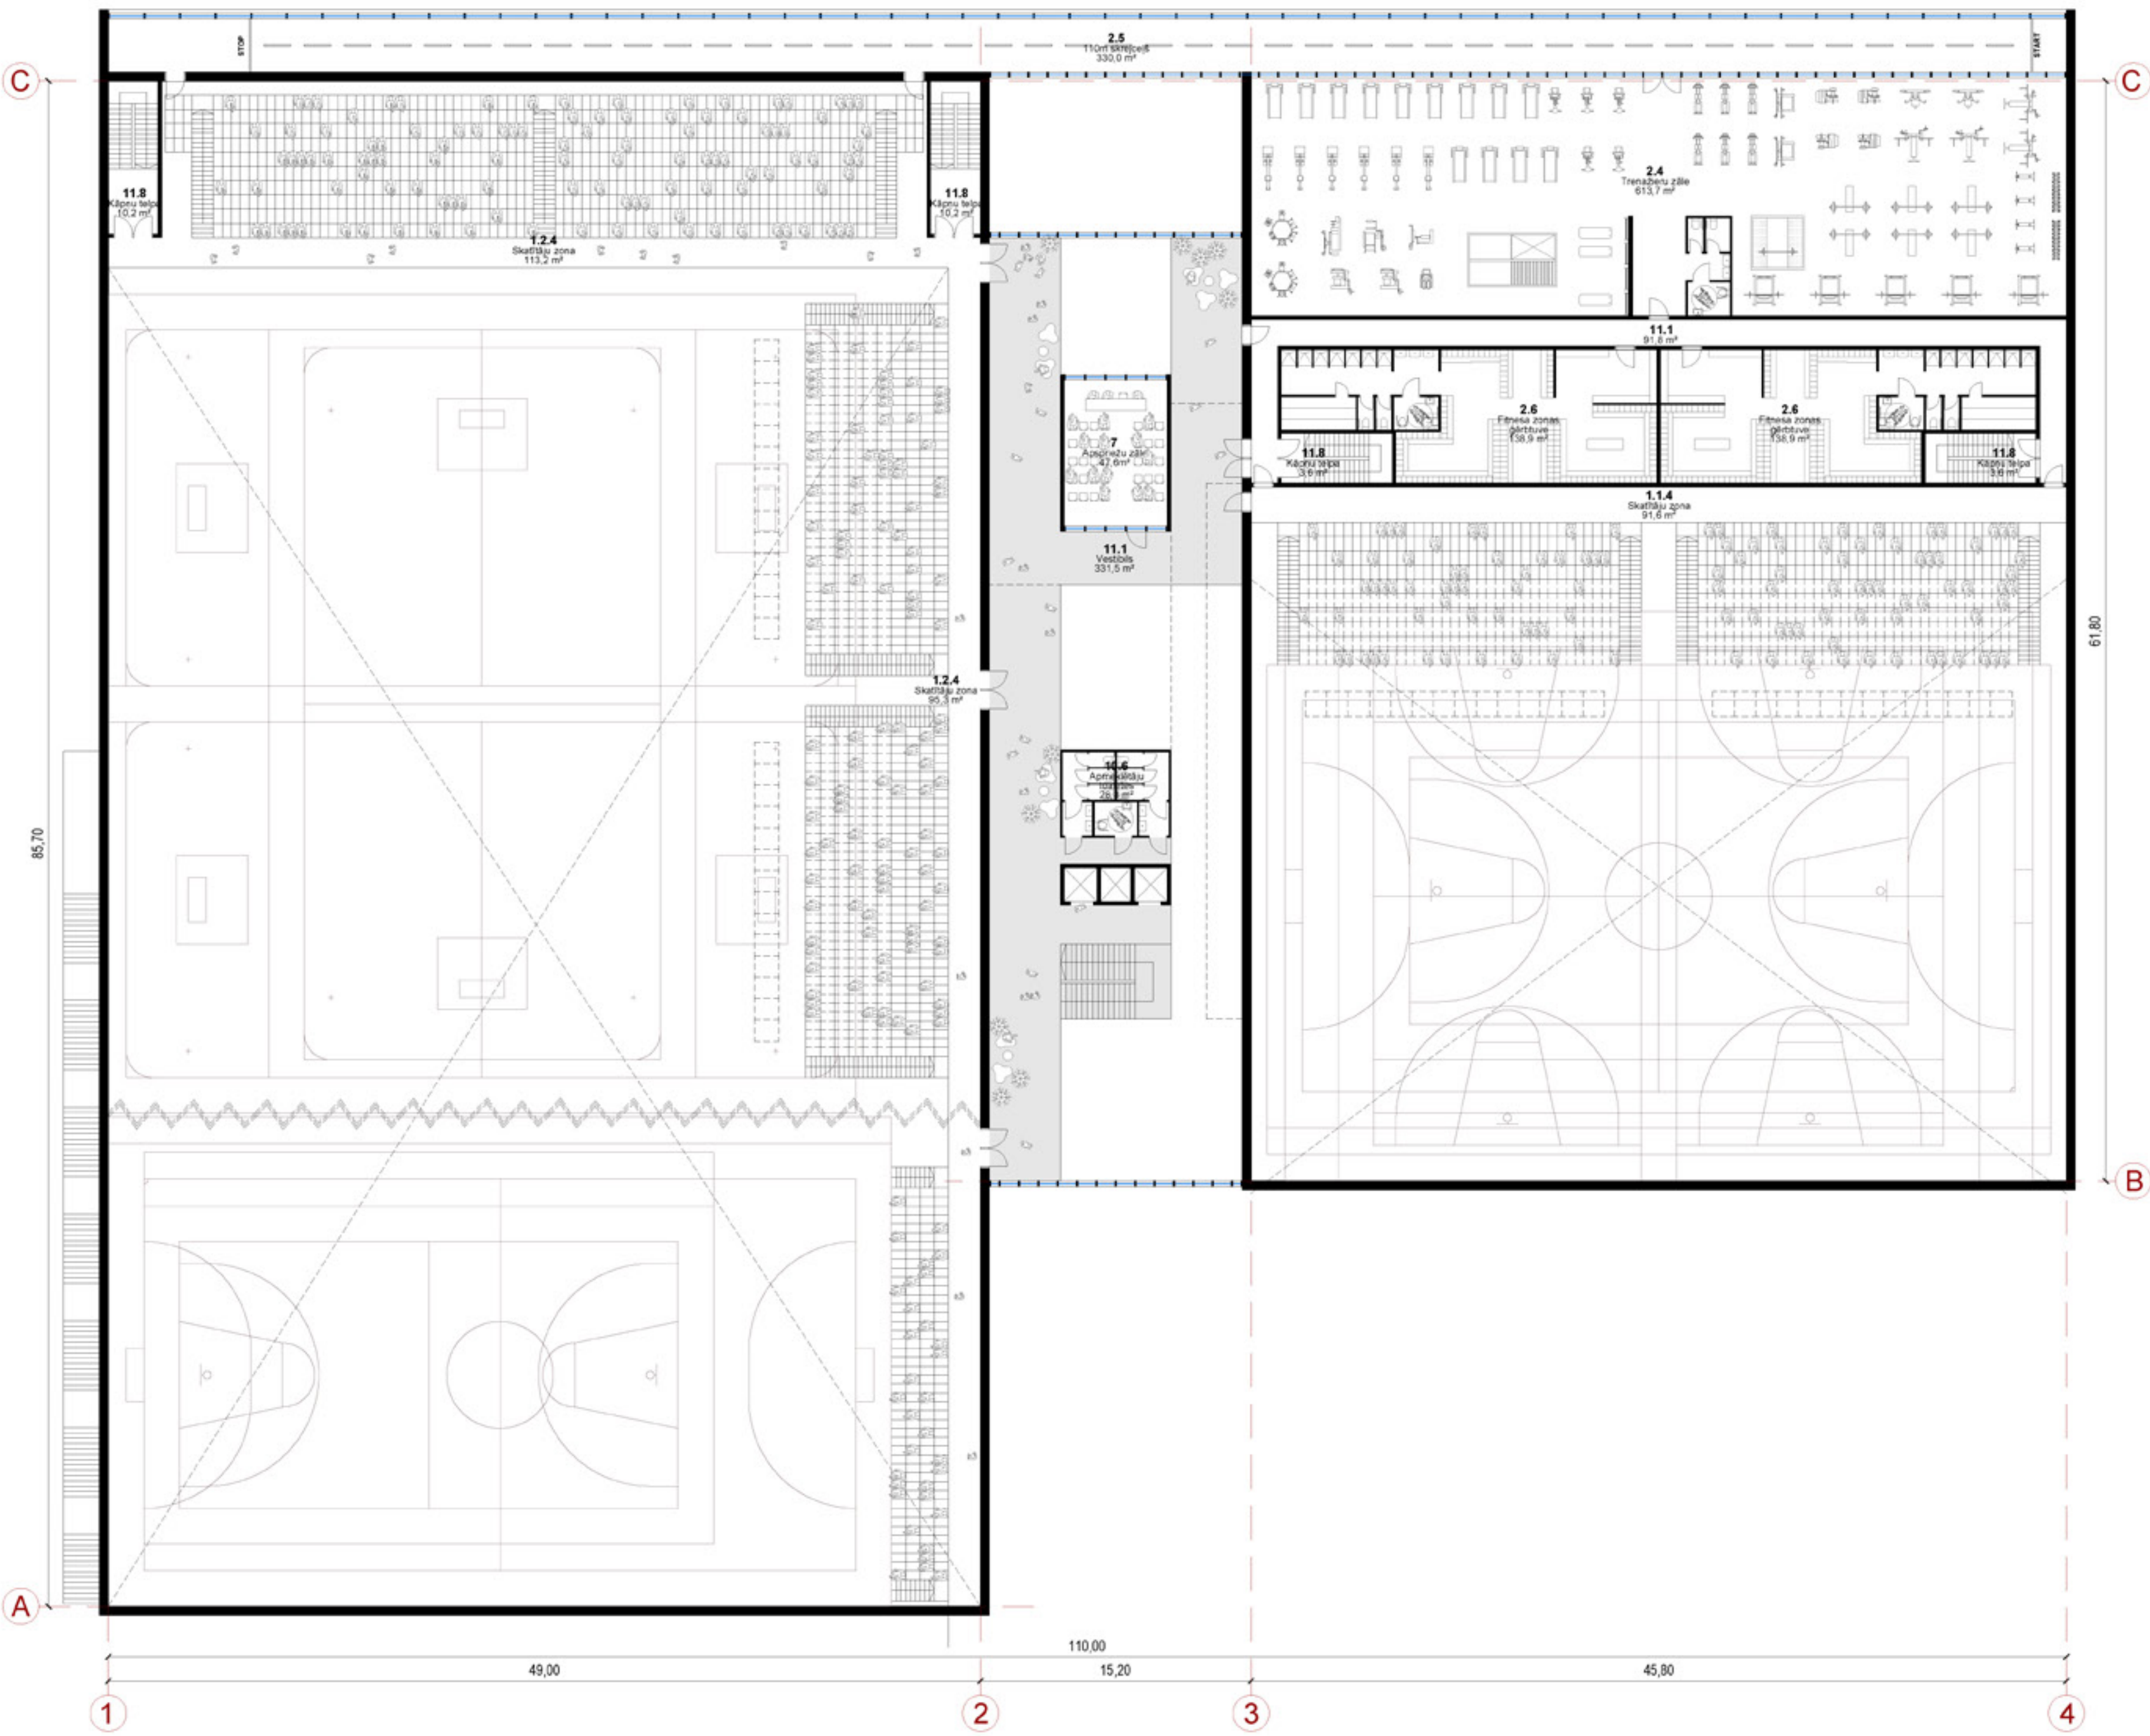 STOP
2.5
110m skrejceļš
330,0 m²
START
C
C
11.8
Kāpņu telpa
10,2 m²
11.8
Kāpņu telpa
10,2 m²
2.4
Trenažieru zāle
613,7 m²
1.2.4
Skatītāju zona
113,2 m²
11.1
91,8 m²
2.6
Fitnesa zonas
ģērbtuve
138,9 m²
2.6
Fitnesa zonas
ģērbtuve
138,9 m²
7
Apspriežu zāle
47,6m²
11.8
Kāpņu telpa
3,6 m²
11.8
Kāpņu telpa
3,6 m²
1.1.4
Skatītāju zona
91,6 m²
11.1
Vestibils
331,5 m²
61,80
1.2.4
Skatītāju zona
95,3 m²
10.6
Apmeklētāju
85,70
B
A
110,00
49,00
15,20
45,80
1
2
3
4